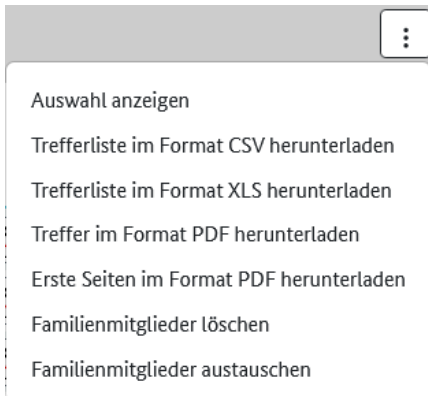 Auswahl anzeigen
Trefferliste im Format CSV herunterladen
Trefferliste im Format XLS herunterladen
Treffer im Format PDF herunterladen
Erste Seiten im Format PDF herunterladen
Familienmitglieder löschen
Familienmitglieder austauschen